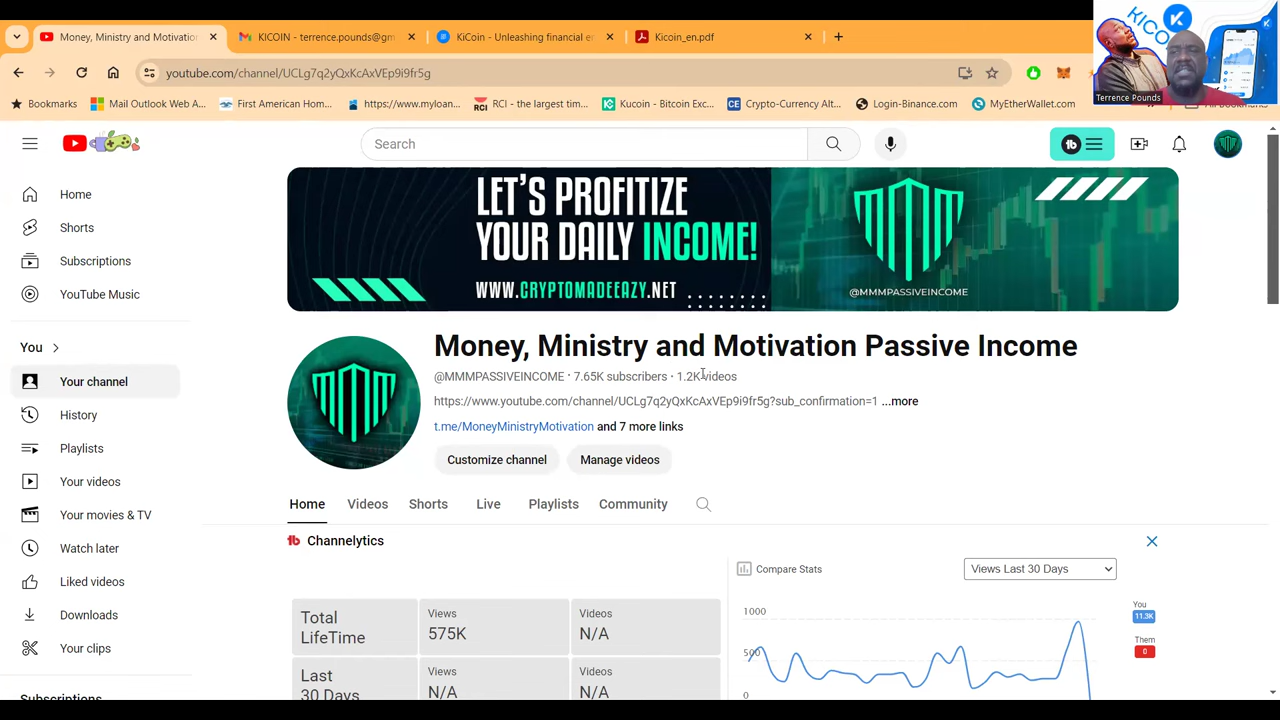 Money, Ministry and Motivatio
KICOIN - terrence.pounds@gm
KiCoin - Unleashing financial e
Kicoin_en.pdf
youtube.com/channel/UCLg7q2yQxKcAxVEp9i9fr5g
Terrence Pounds
Bookmarks
Mail Outlook Web A...
First American Hom...
https://www.tryloan...
RCI - the largest tim...
Kucoin - Bitcoin Exc...
Crypto-Currency Alt...
Login-Binance.com
MyEtherWallet.com
Search
Home
Shorts
Subscriptions
YouTube Music
You
Your channel
History
Playlists
Your videos
Your movies & TV
Watch later
Liked videos
Downloads
Your clips
Subscriptions
LET'S PROFITIZE
YOUR DAILY INCOME!
WWW.CRYPTOMADEEAZY.NET
@MMMPASSIVEINCOME
Money, Ministry and Motivation Passive Income
@MMMPASSIVEINCOME · 7.65K subscribers · 1.2K videos
https://www.youtube.com/channel/UCLg7q2yQxKcAxVEp9i9fr5g?sub_confirmation=1 ...more
t.me/MoneyMinistryMotivation and 7 more links
Customize channel
Manage videos
Home
Videos
Shorts
Live
Playlists
Community
Channelytics
Total
LifeTime
Views
575K
Videos
N/A
Last
30 Days
Views
N/A
Videos
N/A
Compare Stats
Views Last 30 Days
1000
500
0
You
11.3K
Them
0